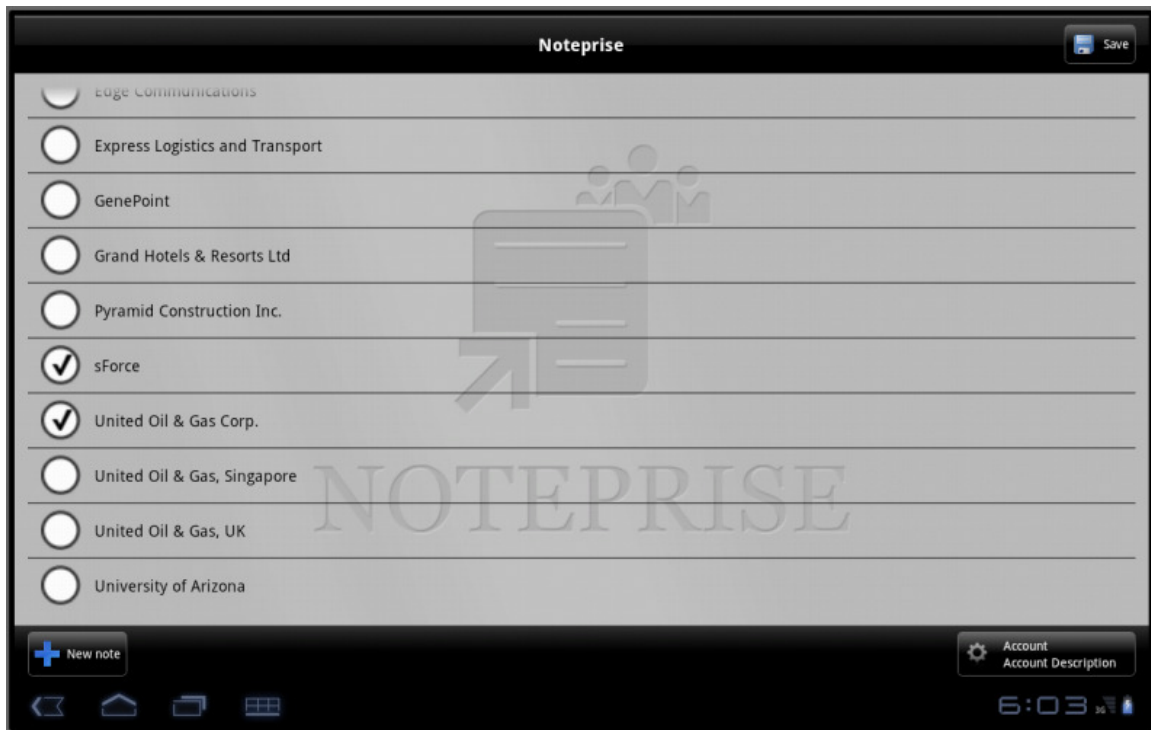 Noteprise
Save
Edge Communications
Express Logistics and Transport
GenePoint
Grand Hotels & Resorts Ltd
Pyramid Construction Inc.
sForce
United Oil & Gas Corp.
United Oil & Gas, Singapore
United Oil & Gas, UK
University of Arizona
NOTEPRISE
New note
Account
Account Description
6:03
3G